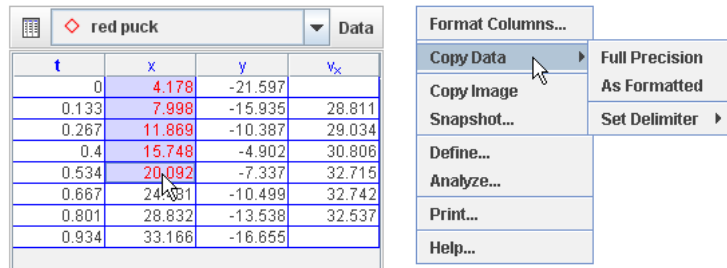 red puck Data
t x y vx
0 4.178 -21.597
0.133 7.998 -15.935 28.811
0.267 11.869 -10.387 29.034
0.4 15.748 -4.902 30.806
0.534 20.092 -7.337 32.715
0.667 -10.499 32.742
0.801 28.832 -13.538 32.537
0.934 33.166 -16.655
Format Columns...
Copy Data
Copy Image
Snapshot...
Define...
Analyze...
Print...
Help...
Full Precision
As Formatted
Set Delimiter